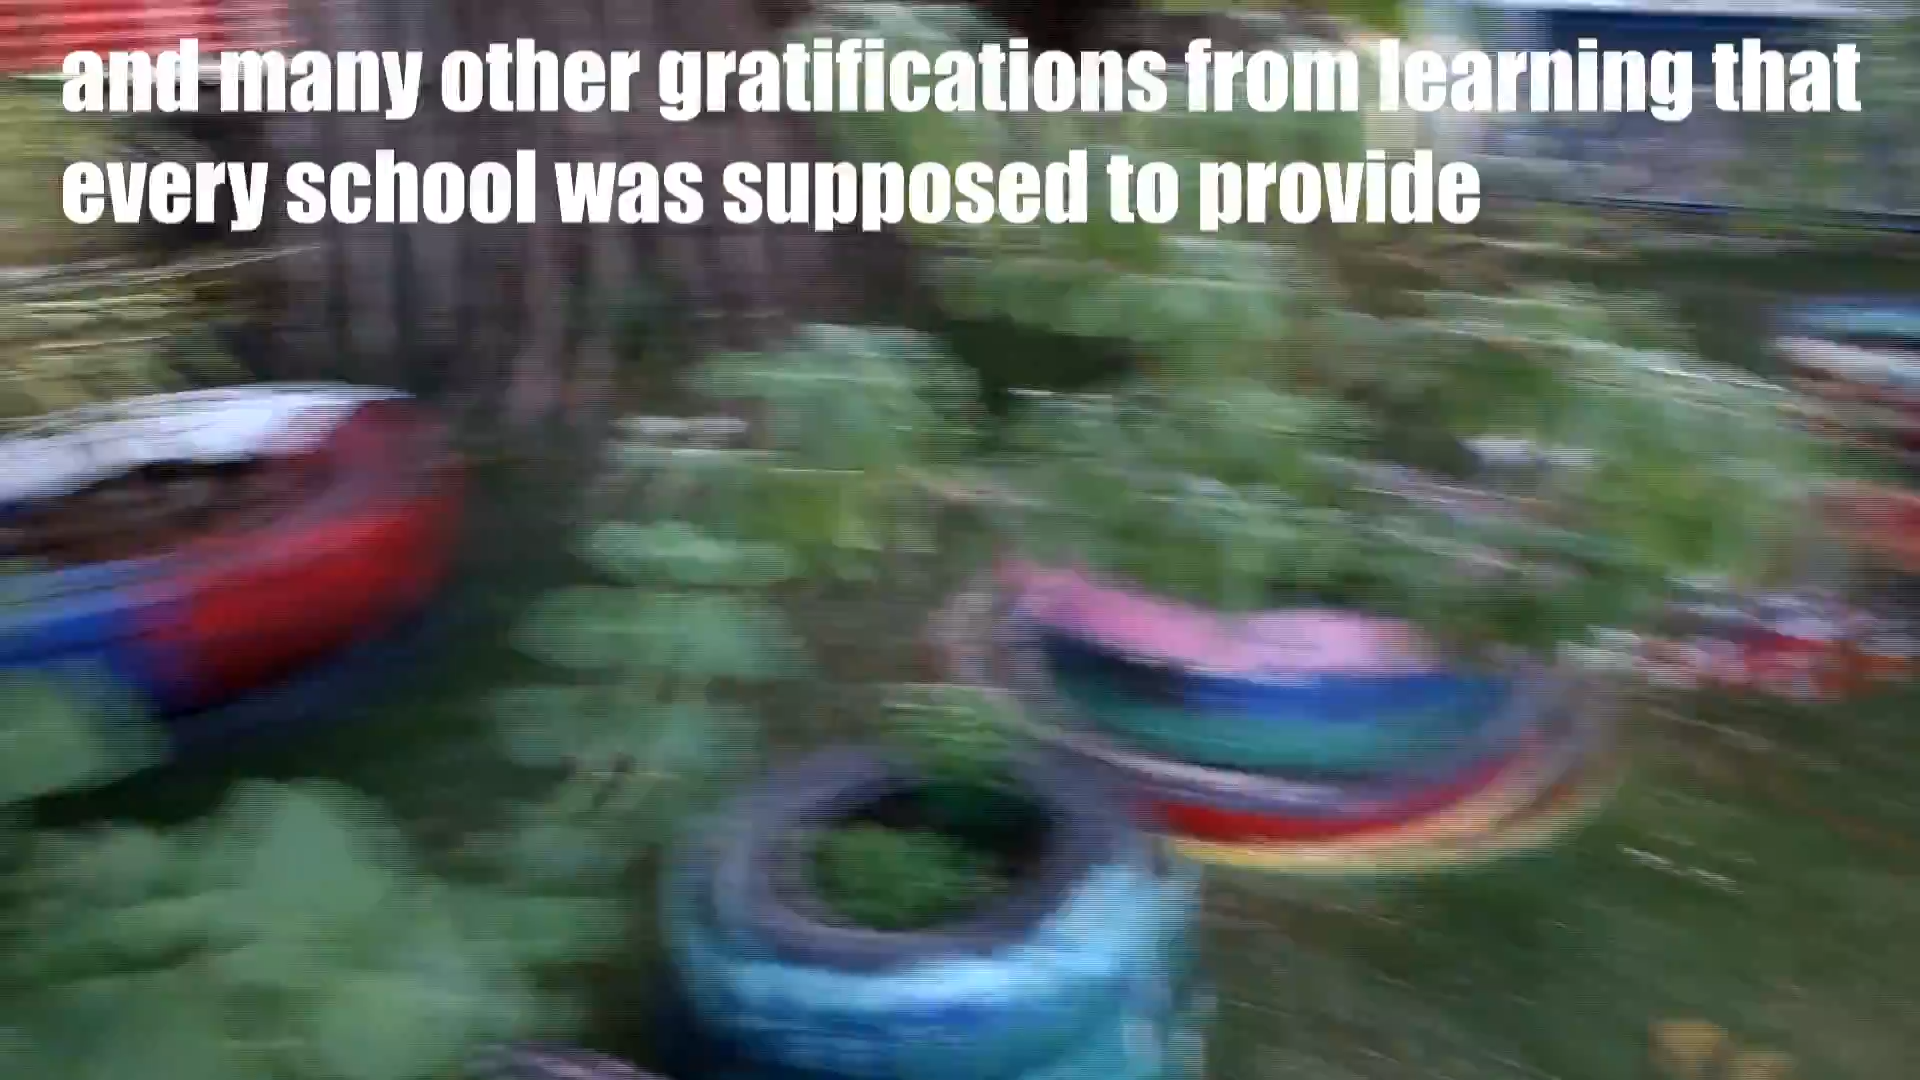 and many other gratifications from learning that
every school was supposed to provide